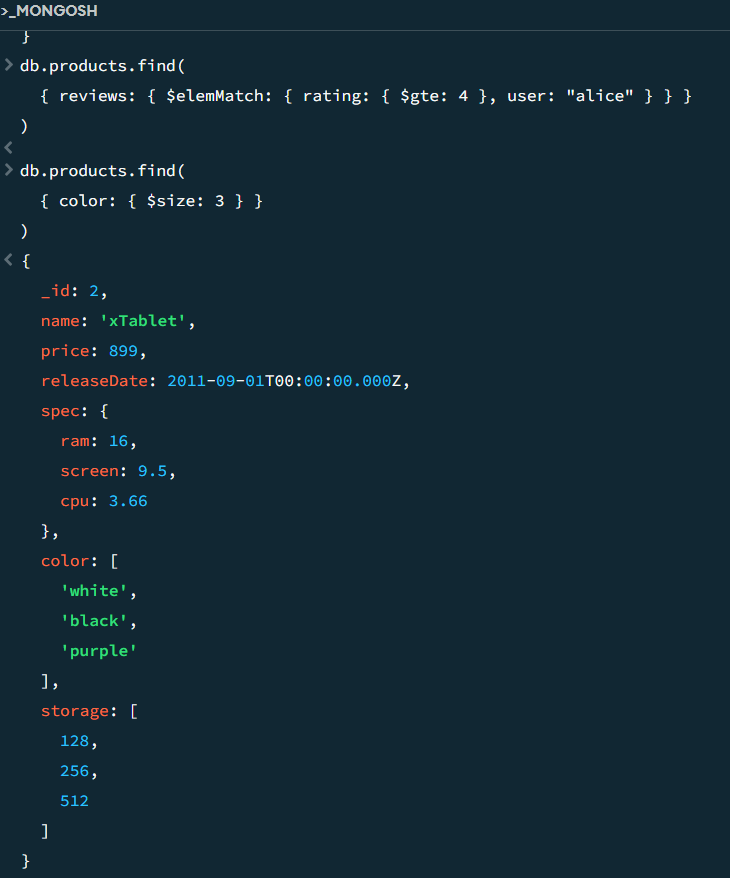 >_MONGOSH
}
> db.products.find(
{ reviews: { $elemMatch: { rating: { $gte: 4 }, user: "alice" } } }
)
<
> db.products.find(
{ color: { $size: 3 } }
)
< {
_id: 2,
name: 'xTablet',
price: 899,
releaseDate: 2011-09-01T00:00:00.000Z,
spec: {
ram: 16,
screen: 9.5,
cpu: 3.66
},
color: [
'white',
'black',
'purple'
],
storage: [
128,
256,
512
]
}